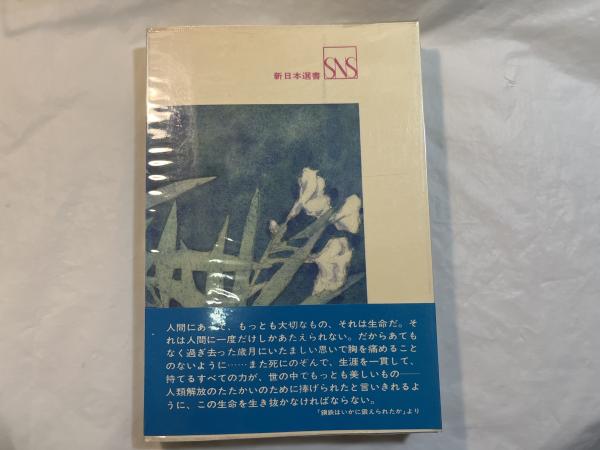 新日本選書
SNS
人間にあって、もっとも大切なもの、それは生命だ。そ
れは人間に一度だけしかあたえられない。だからあても
なく過ぎ去った歳月にいたましい思いで胸を痛めること
のないように……また死にのぞんで、生涯を一貫して、
持てるすべての力が、世の中でもっとも美しいもの――
人類解放のたたかいのために捧げられたと言いきれるよ
うに、この生命を生き抜かなければならない。
「鋼鉄はいかに鍛えられたか」より